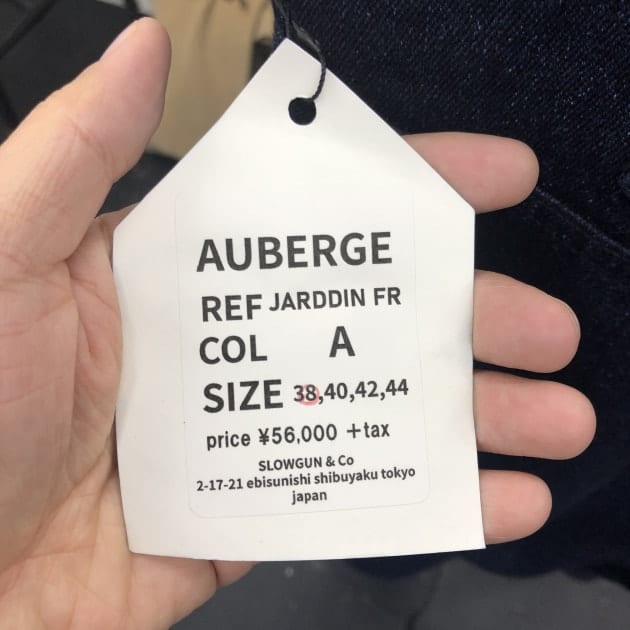 AUBERGE
REF JARDDIN FR
COL A
SIZE 38,40,42,44
price ¥56,000 +tax
SLOWGUN & Co
2-17-21 ebisunishi shibuyaku tokyo
japan